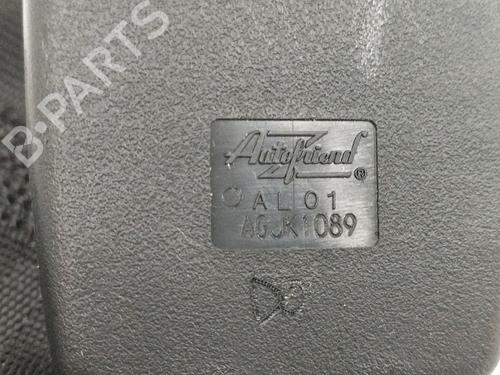 B-PARTS
Autofriend ®
AL01
AGJK1089